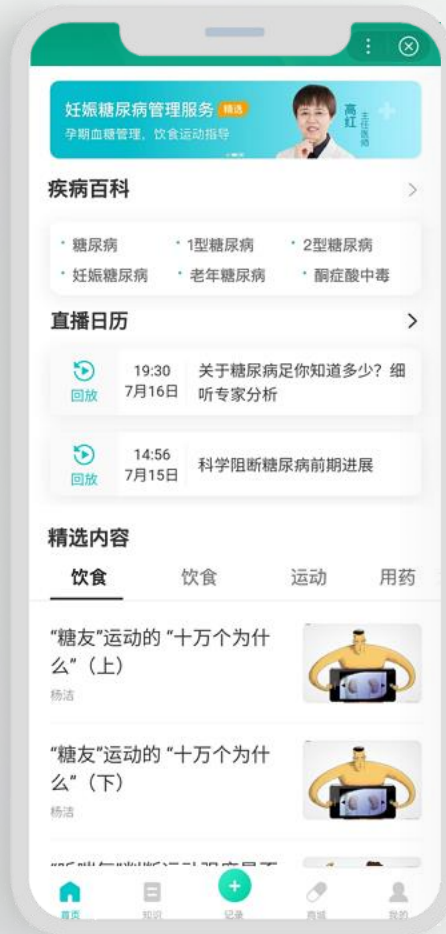 妊娠糖尿病管理服务 精选
孕期血糖管理，饮食运动指导
高红 主任医师
疾病百科
糖尿病 1型糖尿病 2型糖尿病
妊娠糖尿病 老年糖尿病 酮症酸中毒
直播日历
回放
19:30
7月16日
关于糖尿病足你知道多少？细
听专家分析
回放
14:56
7月15日
科学阻断糖尿病前期进展
精选内容
饮食 饮食 运动 用药
“糖友”运动的 “十万个为什
么”（上）
杨洁
“糖友”运动的 “十万个为什
么“（下）
杨洁
首页 知识 记录 商城 我的